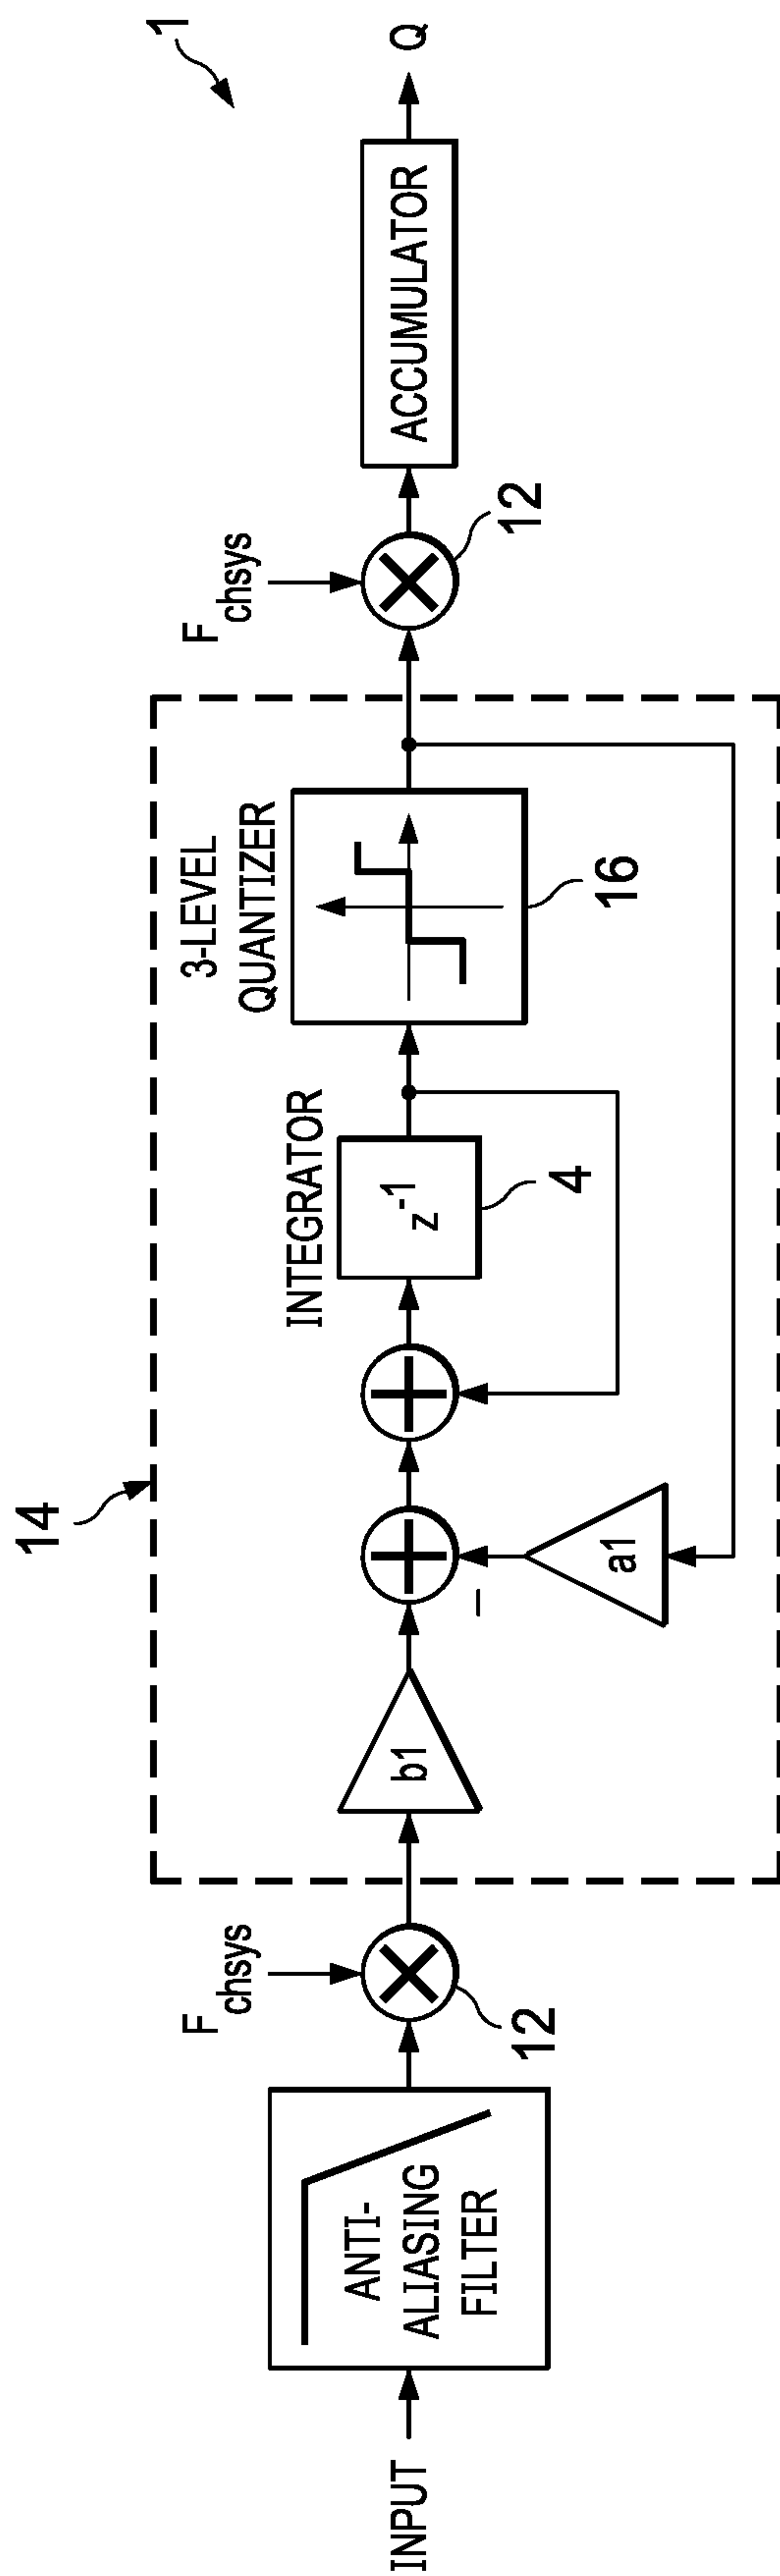 1
14
INPUT
ANTI-
ALIASING
FILTER
F chsys
12
b1
a1
−
INTEGRATOR
z⁻¹
4
3-LEVEL
QUANTIZER
16
F chsys
12
ACCUMULATOR
Q